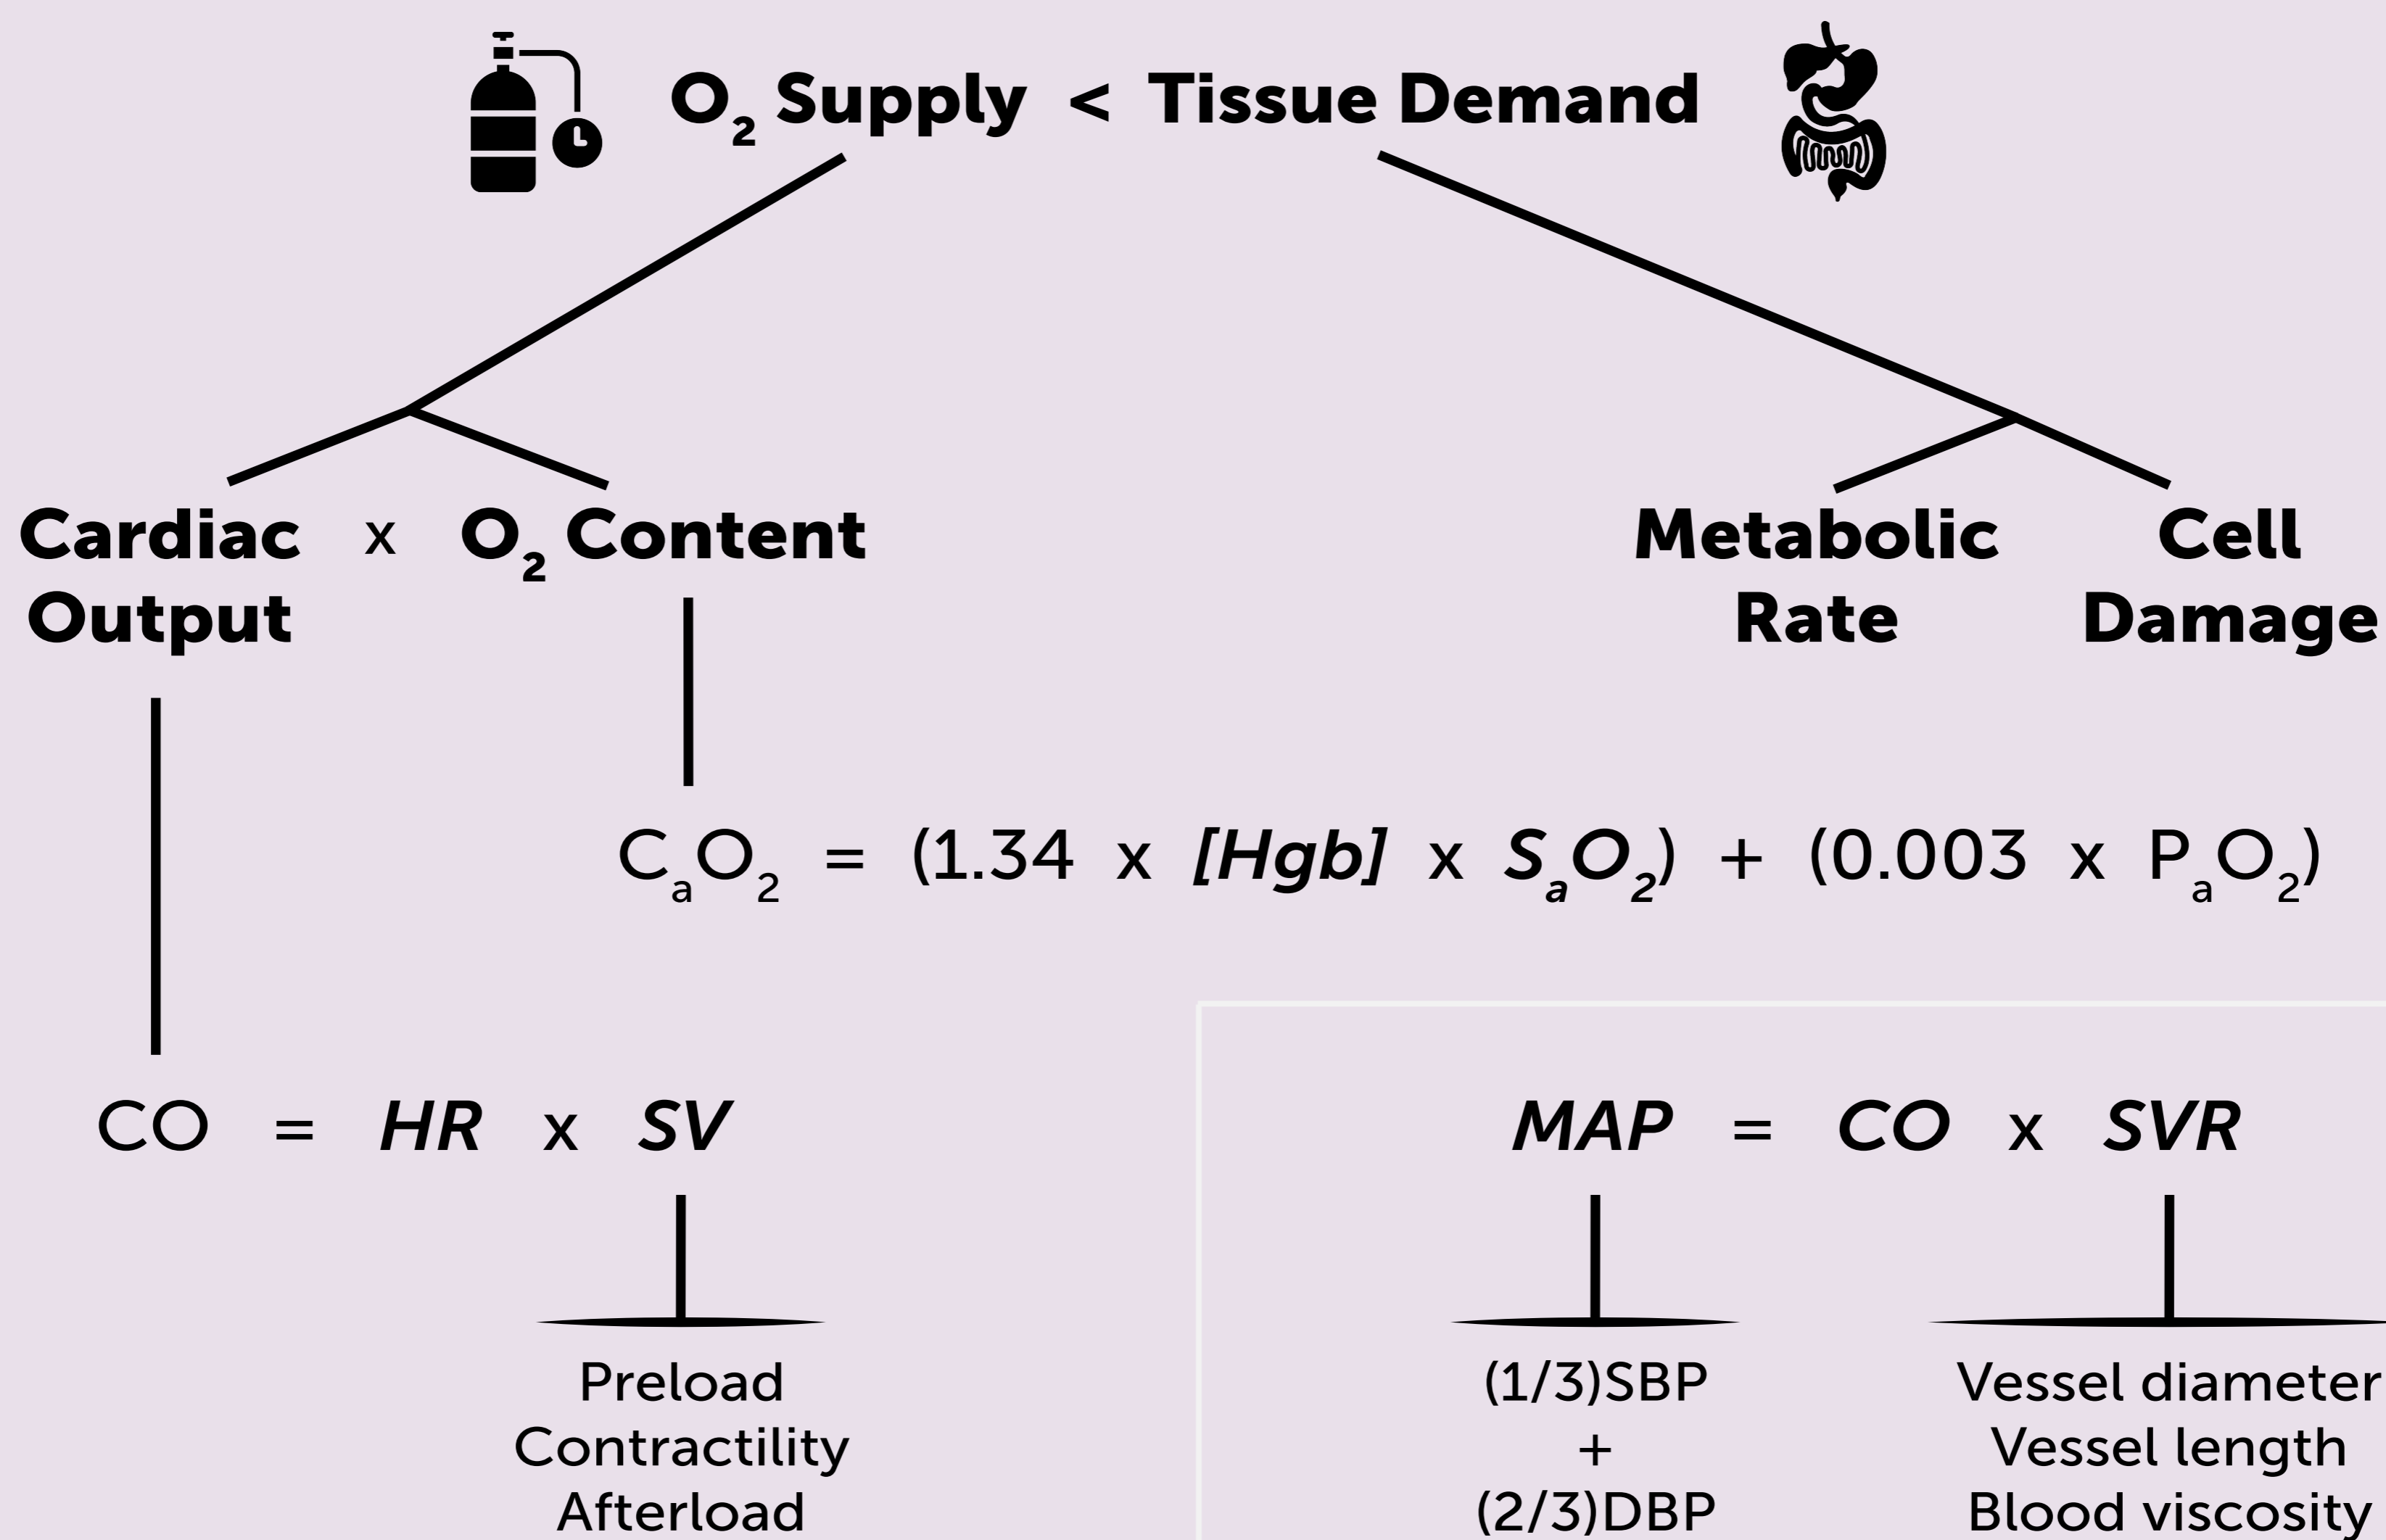 O₂ Supply < Tissue Demand
Cardiac x O₂ Content
Output
Metabolic
Rate
Cell
Damage
CₐO₂ = (1.34 x [Hgb] x SₐO₂) + (0.003 x PₐO₂)
CO = HR x SV
Preload
Contractility
Afterload
MAP = CO x SVR
(1/3)SBP
+
(2/3)DBP
Vessel diameter
Vessel length
Blood viscosity